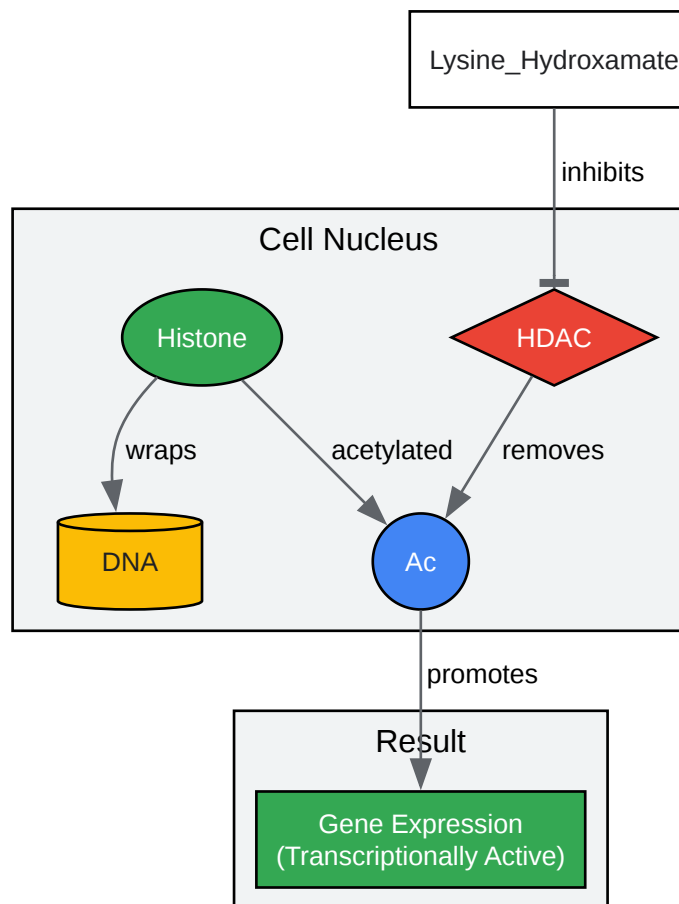 Lysine_Hydroxamate
inhibits
Cell Nucleus
Histone
HDAC
wraps
acetylated
removes
DNA
Ac
promotes
Result
Gene Expression
(Transcriptionally Active)